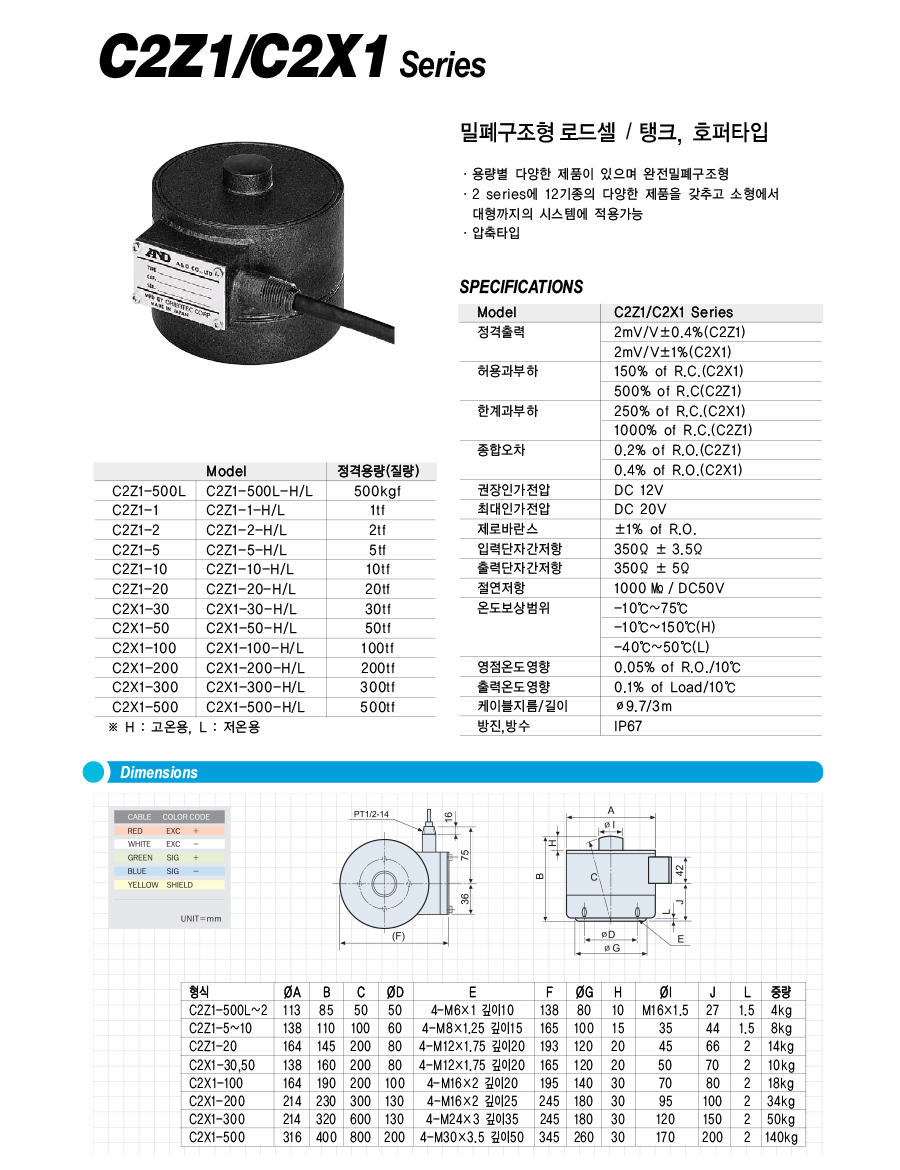 C2Z1/C2X1 Series
밀폐구조형 로드셀 / 탱크, 호퍼타입
· 용량별 다양한 제품이 있으며 완전밀폐구조형
· 2 series에 12기종의 다양한 제품을 갖추고 소형에서
대형까지의 시스템에 적용가능
· 압축타입
AND
A&D CO.,LTD
TYPE
CAP.
SER.
MFD BY ORIENTEC CORP
MADE IN JAPAN
SPECIFICATIONS
Model C2Z1/C2X1 Series
정격출력 2mV/V±0.4%(C2Z1)
2mV/V±1%(C2X1)
허용과부하 150% of R.C.(C2X1)
500% of R.C(C2Z1)
한계과부하 250% of R.C.(C2X1)
1000% of R.C.(C2Z1)
종합오차 0.2% of R.O.(C2Z1)
0.4% of R.O.(C2X1)
권장인가전압 DC 12V
최대인가전압 DC 20V
제로바란스 ±1% of R.O.
입력단자간저항 350Ω ± 3.5Ω
출력단자간저항 350Ω ± 5Ω
절연저항 1000 ㏁ / DC50V
온도보상범위 -10℃~75℃
-10℃~150℃(H)
-40℃~50℃(L)
영점온도영향 0.05% of R.O./10℃
출력온도영향 0.1% of Load/10℃
케이블지름/길이 ø9.7/3m
방진,방수 IP67
Model 정격용량(질량)
C2Z1-500L C2Z1-500L-H/L 500kgf
C2Z1-1 C2Z1-1-H/L 1tf
C2Z1-2 C2Z1-2-H/L 2tf
C2Z1-5 C2Z1-5-H/L 5tf
C2Z1-10 C2Z1-10-H/L 10tf
C2Z1-20 C2Z1-20-H/L 20tf
C2X1-30 C2X1-30-H/L 30tf
C2X1-50 C2X1-50-H/L 50tf
C2X1-100 C2X1-100-H/L 100tf
C2X1-200 C2X1-200-H/L 200tf
C2X1-300 C2X1-300-H/L 300tf
C2X1-500 C2X1-500-H/L 500tf
※ H : 고온용, L : 저온용
Dimensions
CABLE COLOR CODE
RED EXC +
WHITE EXC -
GREEN SIG +
BLUE SIG -
YELLOW SHIELD
UNIT=mm
PT1/2-14
16
75
36
(F)
A
ø I
H
B
C
42
J
L
E
ø D
ø G
형식 ØA B C ØD E F ØG H ØI J L 중량
C2Z1-500L~2 113 85 50 50 4-M6×1 깊이10 138 80 10 M16×1.5 27 1.5 4kg
C2Z1-5~10 138 110 100 60 4-M8×1.25 깊이15 165 100 15 35 44 1.5 8kg
C2Z1-20 164 145 200 80 4-M12×1.75 깊이20 193 120 20 45 66 2 14kg
C2X1-30,50 138 160 200 80 4-M12×1.75 깊이20 165 120 20 50 70 2 10kg
C2X1-100 164 190 200 100 4-M16×2 깊이20 195 140 30 70 80 2 18kg
C2X1-200 214 230 300 130 4-M16×2 깊이25 245 180 30 95 100 2 34kg
C2X1-300 214 320 600 130 4-M24×3 깊이35 245 180 30 120 150 2 50kg
C2X1-500 316 400 800 200 4-M30×3.5 깊이50 345 260 30 170 200 2 140kg